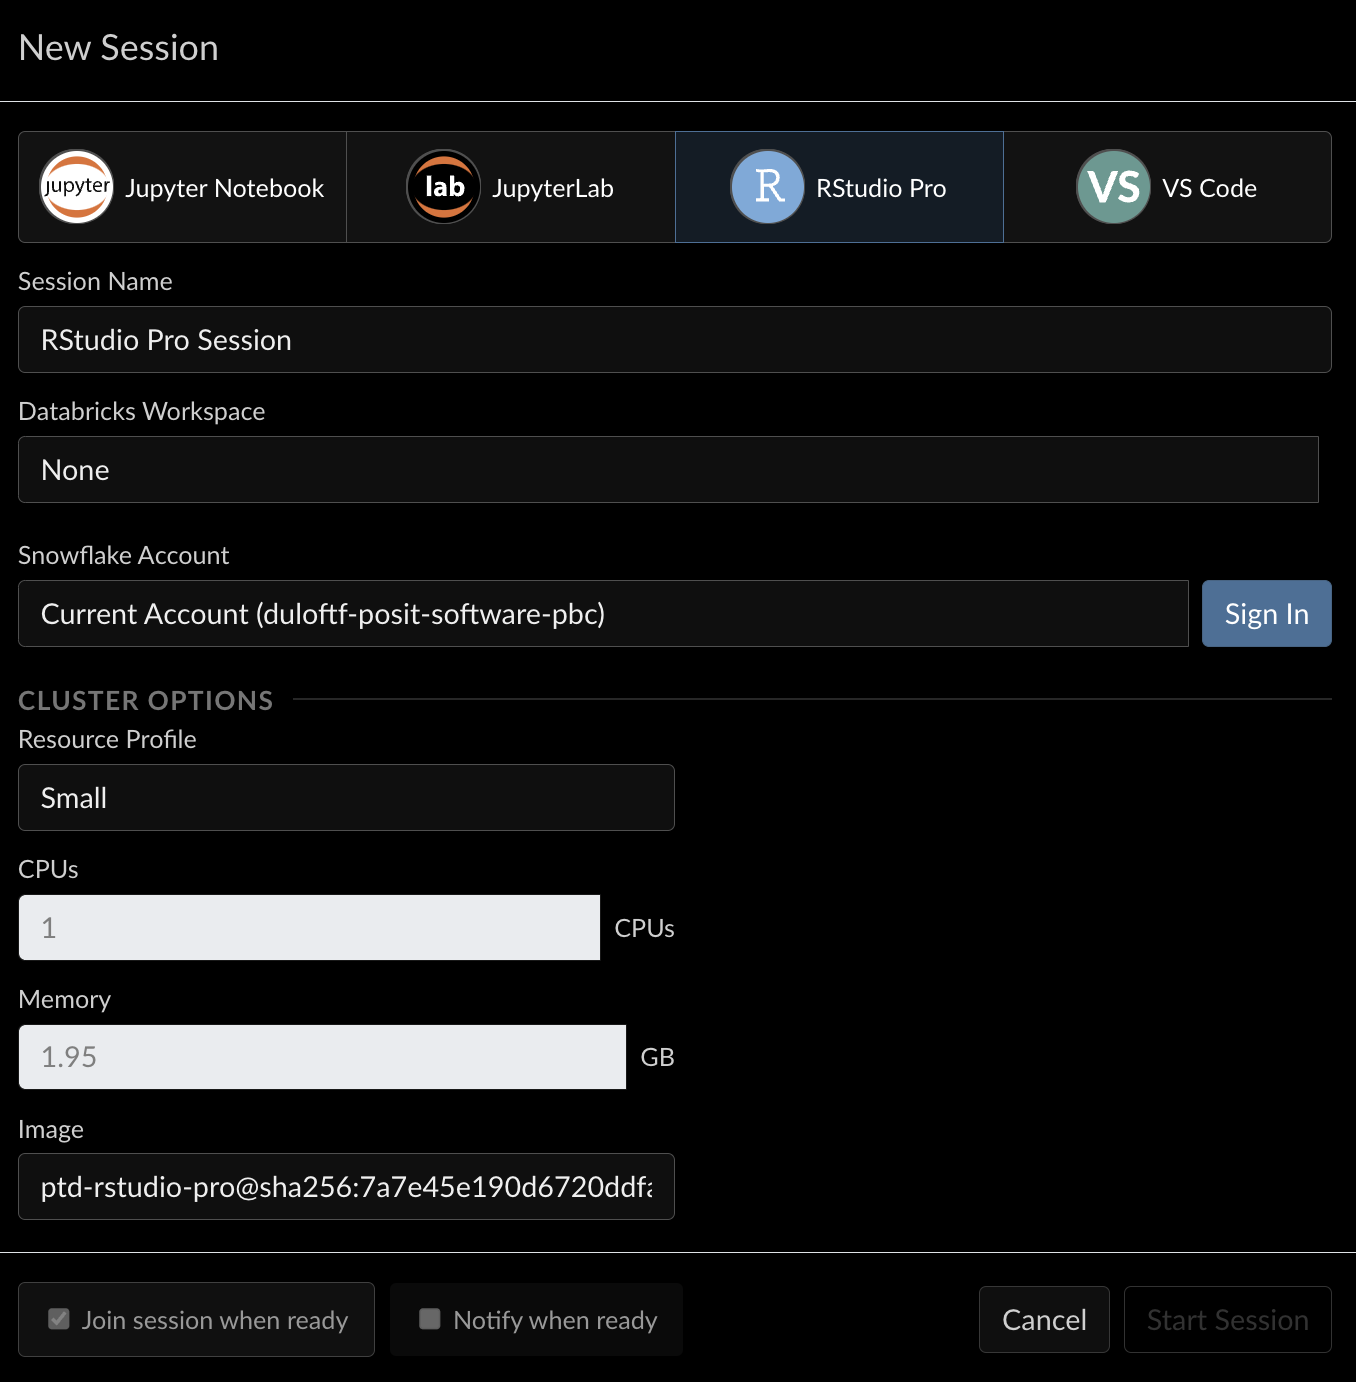 New Session
jupyter Jupyter Notebook
lab JupyterLab
R RStudio Pro
VS VS Code
Session Name
RStudio Pro Session
Databricks Workspace
None
Snowflake Account
Current Account (duloftf-posit-software-pbc)
Sign In
CLUSTER OPTIONS
Resource Profile
Small
CPUs
1 CPUs
Memory
1.95 GB
Image
ptd-rstudio-pro@sha256:7a7e45e190d6720ddfa
Join session when ready
Notify when ready
Cancel
Start Session